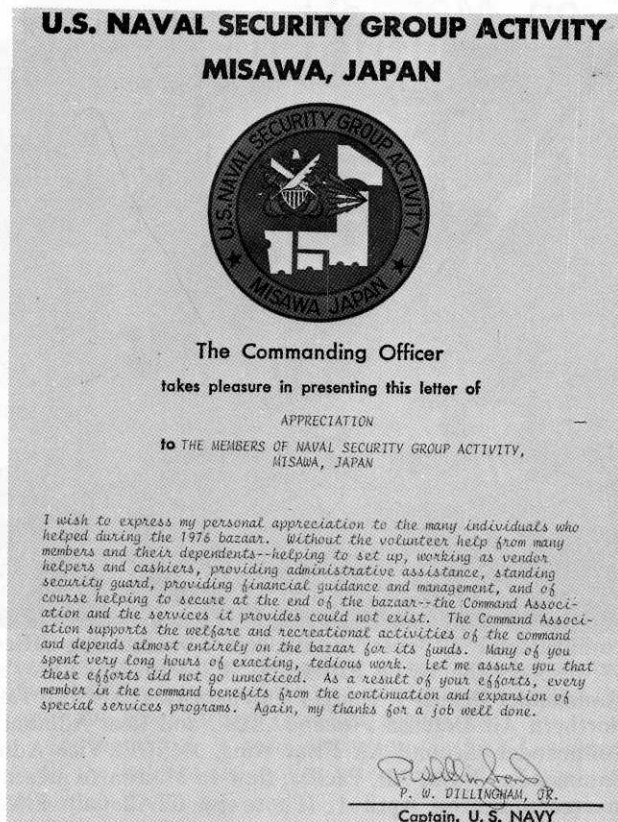 U.S. NAVAL SECURITY GROUP ACTIVITY
MISAWA, JAPAN
U.S. NAVAL SECURITY GROUP ACTIVITY
MISAWA JAPAN
The Commanding Officer
takes pleasure in presenting this letter of
APPRECIATION
to THE MEMBERS OF NAVAL SECURITY GROUP ACTIVITY,
MISAWA, JAPAN
I wish to express my personal appreciation to the many individuals who
helped during the 1976 bazaar. Without the volunteer help from many
members and their dependents--helping to set up, working as vendor
helpers and cashiers, providing administrative assistance, standing
security guard, providing financial guidance and management, and of
course helping to secure at the end of the bazaar--the Command Associ-
ation and the services it provides could not exist. The Command Associ-
ation supports the welfare and recreational activities of the command
and depends almost entirely on the bazaar for its funds. Many of you
spent very long hours of exacting, tedious work. Let me assure you that
these efforts did not go unnoticed. As a result of your efforts, every
member in the command benefits from the continuation and expansion of
special services programs. Again, my thanks for a job well done.
P. W. DILLINGHAM, JR.
Captain, U.S. NAVY